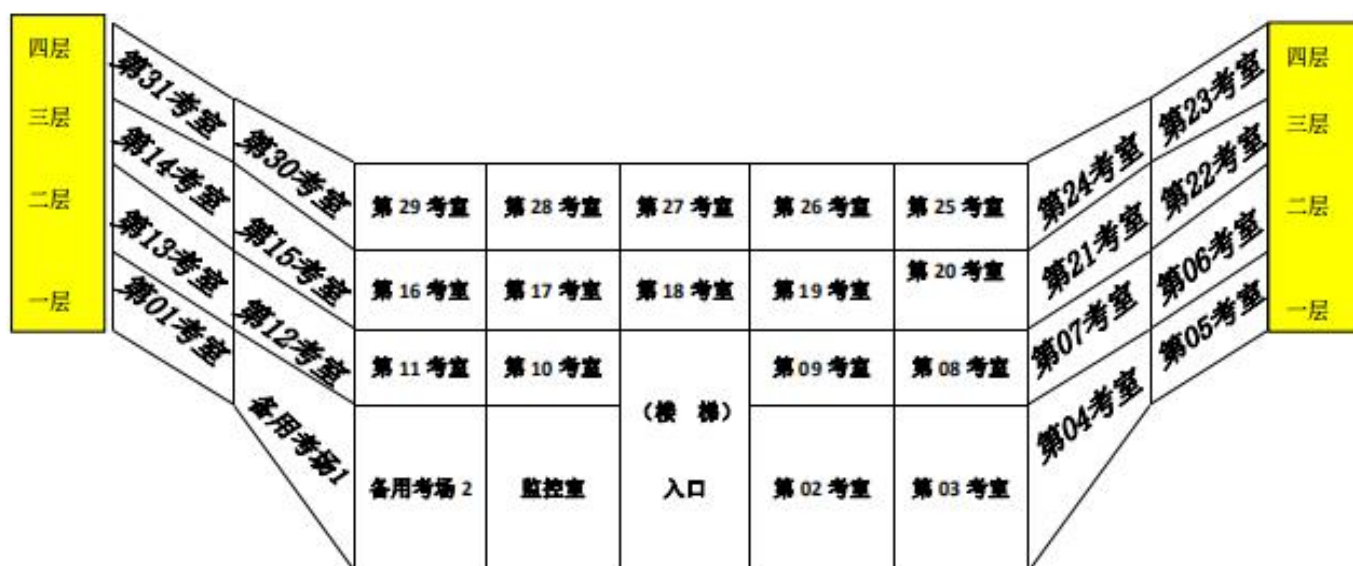 四层
三层
二层
一层
第31考室
第30考室
第 29 考室
第 28 考室
第 27 考室
第 26 考室
第 25 考室
第24考室
第23考室
第14考室
第15考室
第 16 考室
第 17 考室
第 18 考室
第 19 考室
第 20 考室
第21考室
第22考室
第13考室
第12考室
第 11 考室
第 10 考室
(楼 梯)
第 09 考室
第 08 考室
第07考室
第06考室
第01考室
备用考场1
备用考场 2
监控室
入口
第 02 考室
第 03 考室
第04考室
第05考室
四层
三层
二层
一层